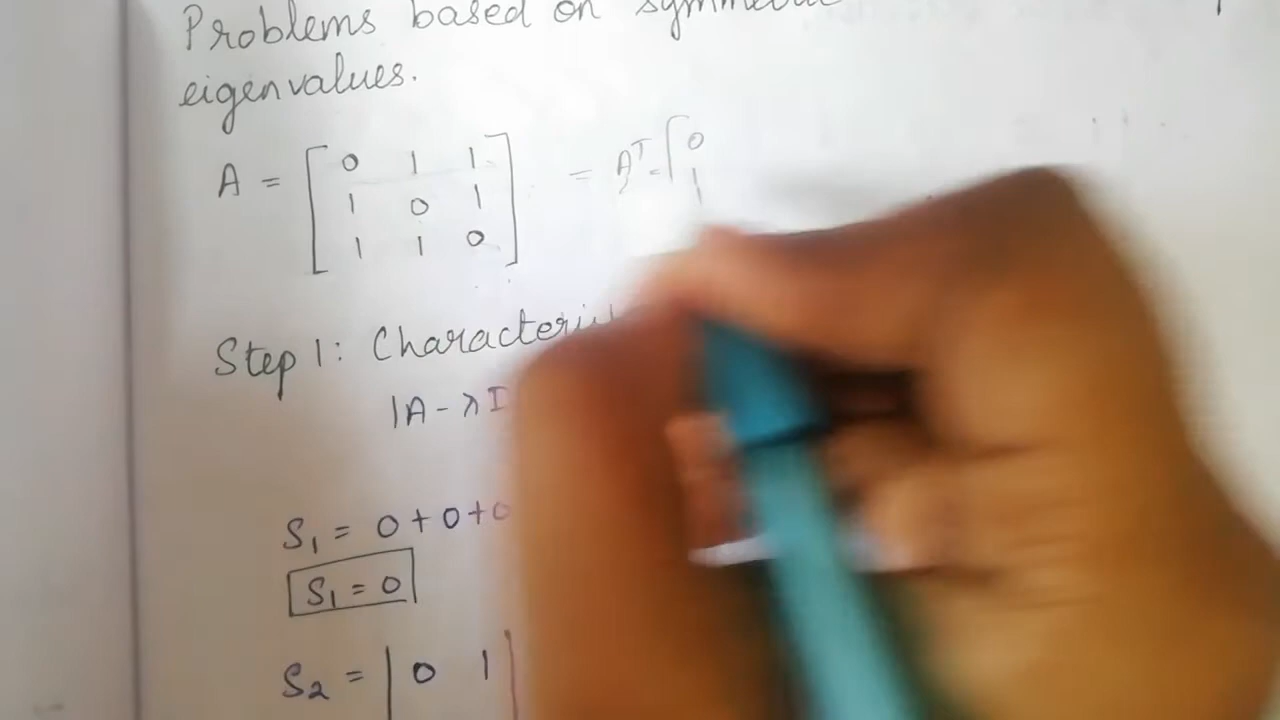 Problems based on
eigenvalues.
A = [ 0 1 1 = Aᵀ = [ 0
1 0 1 1
1 1 0 ]
Step 1:
|A - λI
S₁ = 0 + 0 + 0
S₁ = 0
S₂ = | 0 1 |